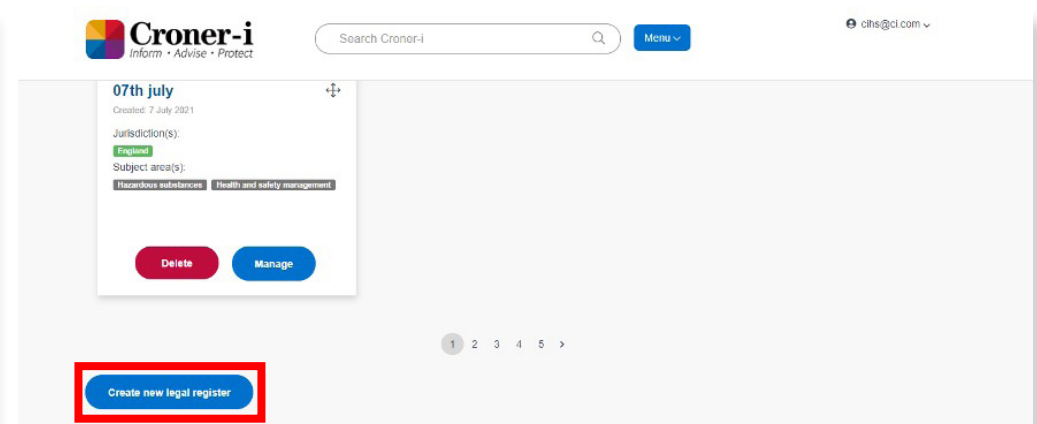 Croner-i
Inform • Advise • Protect
Search Croner-i
Menu
cihs@ci.com
07th july
Created: 7 July 2021
Jurisdiction(s):
England
Subject area(s):
Hazardous substances Health and safety management
Delete Manage
1 2 3 4 5 >
Create new legal register